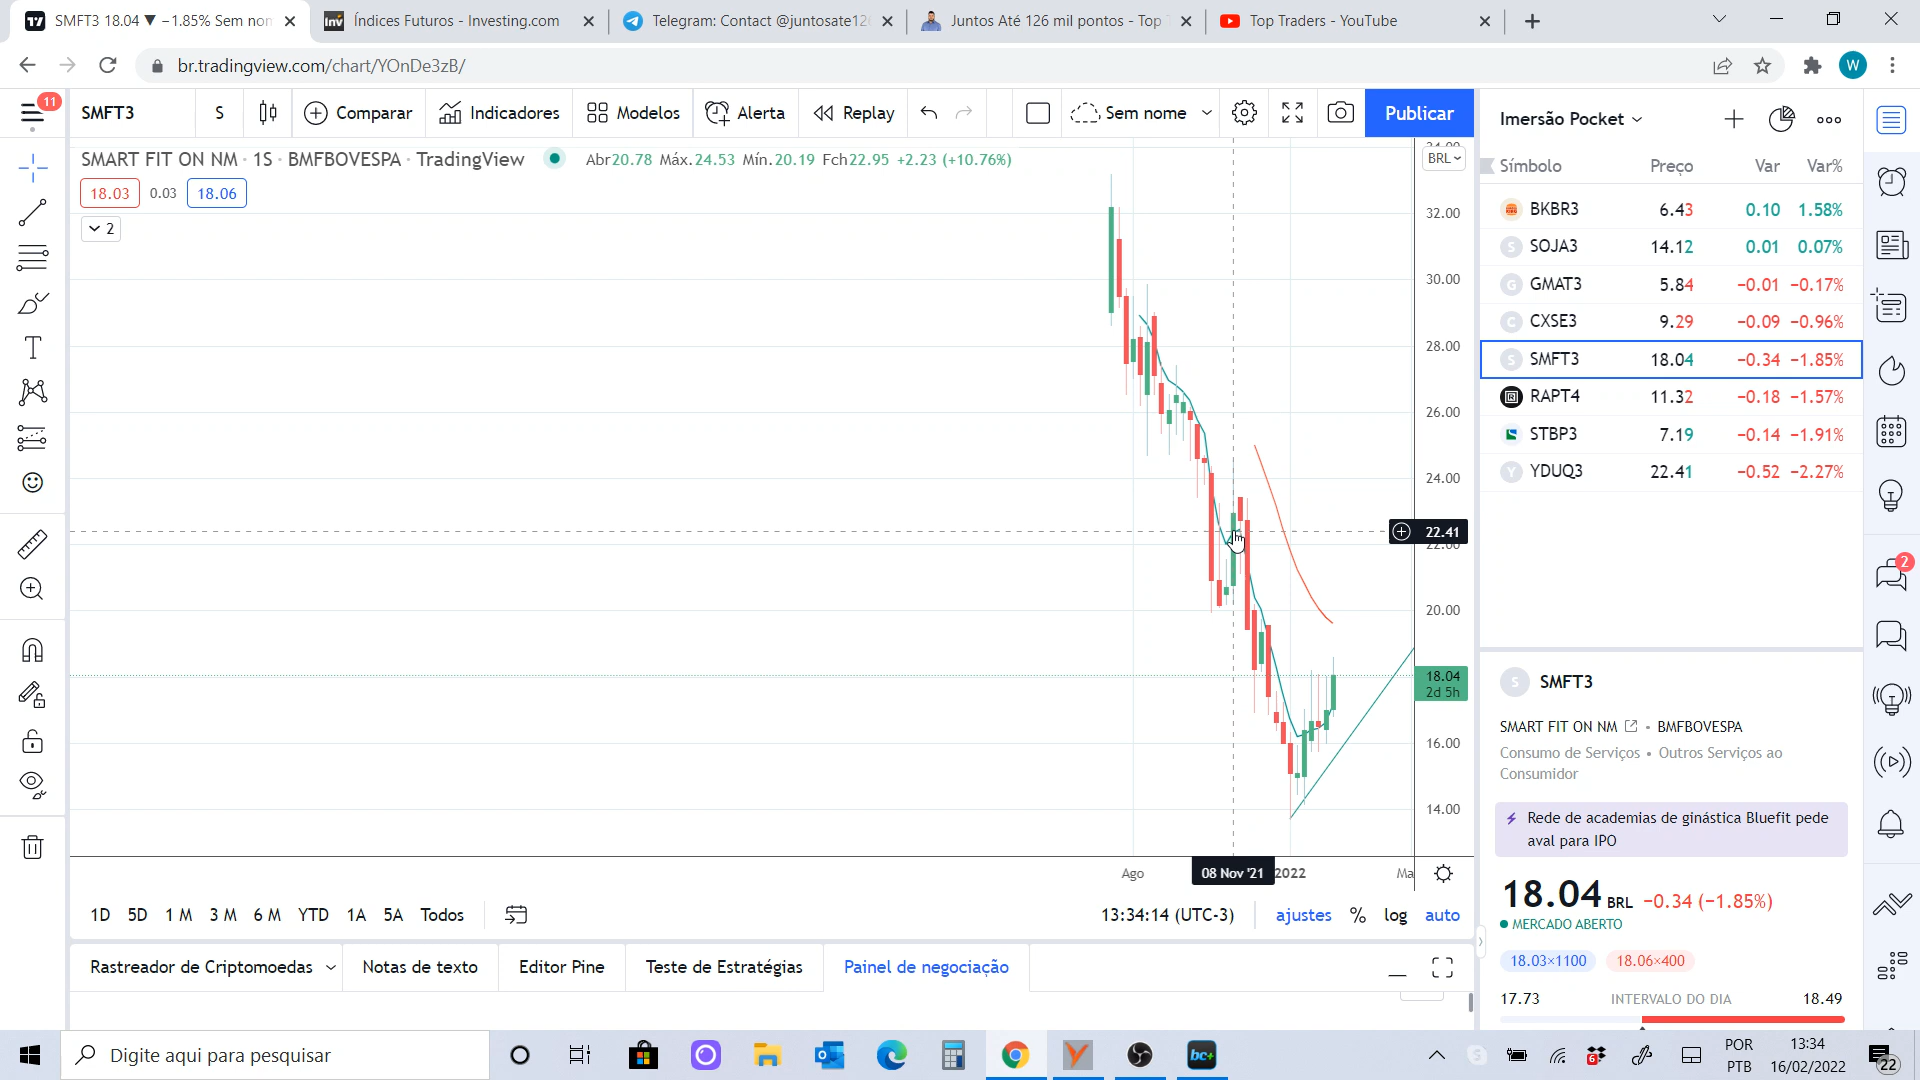 SMFT3 18.04 ▼ −1.85% Sem nom
Índices Futuros - Investing.com
Telegram: Contact @juntosate126
Juntos Até 126 mil pontos - Top T
Top Traders - YouTube
br.tradingview.com/chart/YOnDe3zB/
W
11
SMFT3
S
Comparar
Indicadores
Modelos
Alerta
Replay
Sem nome
Publicar
SMART FIT ON NM · 1S · BMFBOVESPA · TradingView
Abr20.78 Máx.24.53 Mín.20.19 Fch22.95 +2.23 (+10.76%)
18.03
0.03
18.06
2
BRL
32.00
30.00
28.00
26.00
24.00
22.41
22.00
20.00
18.04
2d 5h
16.00
14.00
Ago
08 Nov '21
2022
Ma
1D 5D 1 M 3 M 6 M YTD 1A 5A Todos
13:34:14 (UTC-3)
ajustes
%
log
auto
Rastreador de Criptomoedas
Notas de texto
Editor Pine
Teste de Estratégias
Painel de negociação
Imersão Pocket
Símbolo Preço Var Var%
BKBR3 6.43 0.10 1.58%
S SOJA3 14.12 0.01 0.07%
G GMAT3 5.84 −0.01 −0.17%
C CXSE3 9.29 −0.09 −0.96%
S SMFT3 18.04 −0.34 −1.85%
RAPT4 11.32 −0.18 −1.57%
STBP3 7.19 −0.14 −1.91%
Y YDUQ3 22.41 −0.52 −2.27%
S SMFT3
SMART FIT ON NM • BMFBOVESPA
Consumo de Serviços • Outros Serviços ao
Consumidor
Rede de academias de ginástica Bluefit pede
aval para IPO
18.04 BRL −0.34 (−1.85%)
MERCADO ABERTO
18.03×1100
18.06×400
17.73 INTERVALO DO DIA 18.49
2
Digite aqui para pesquisar
bc+
6
POR
PTB
13:34
16/02/2022
22